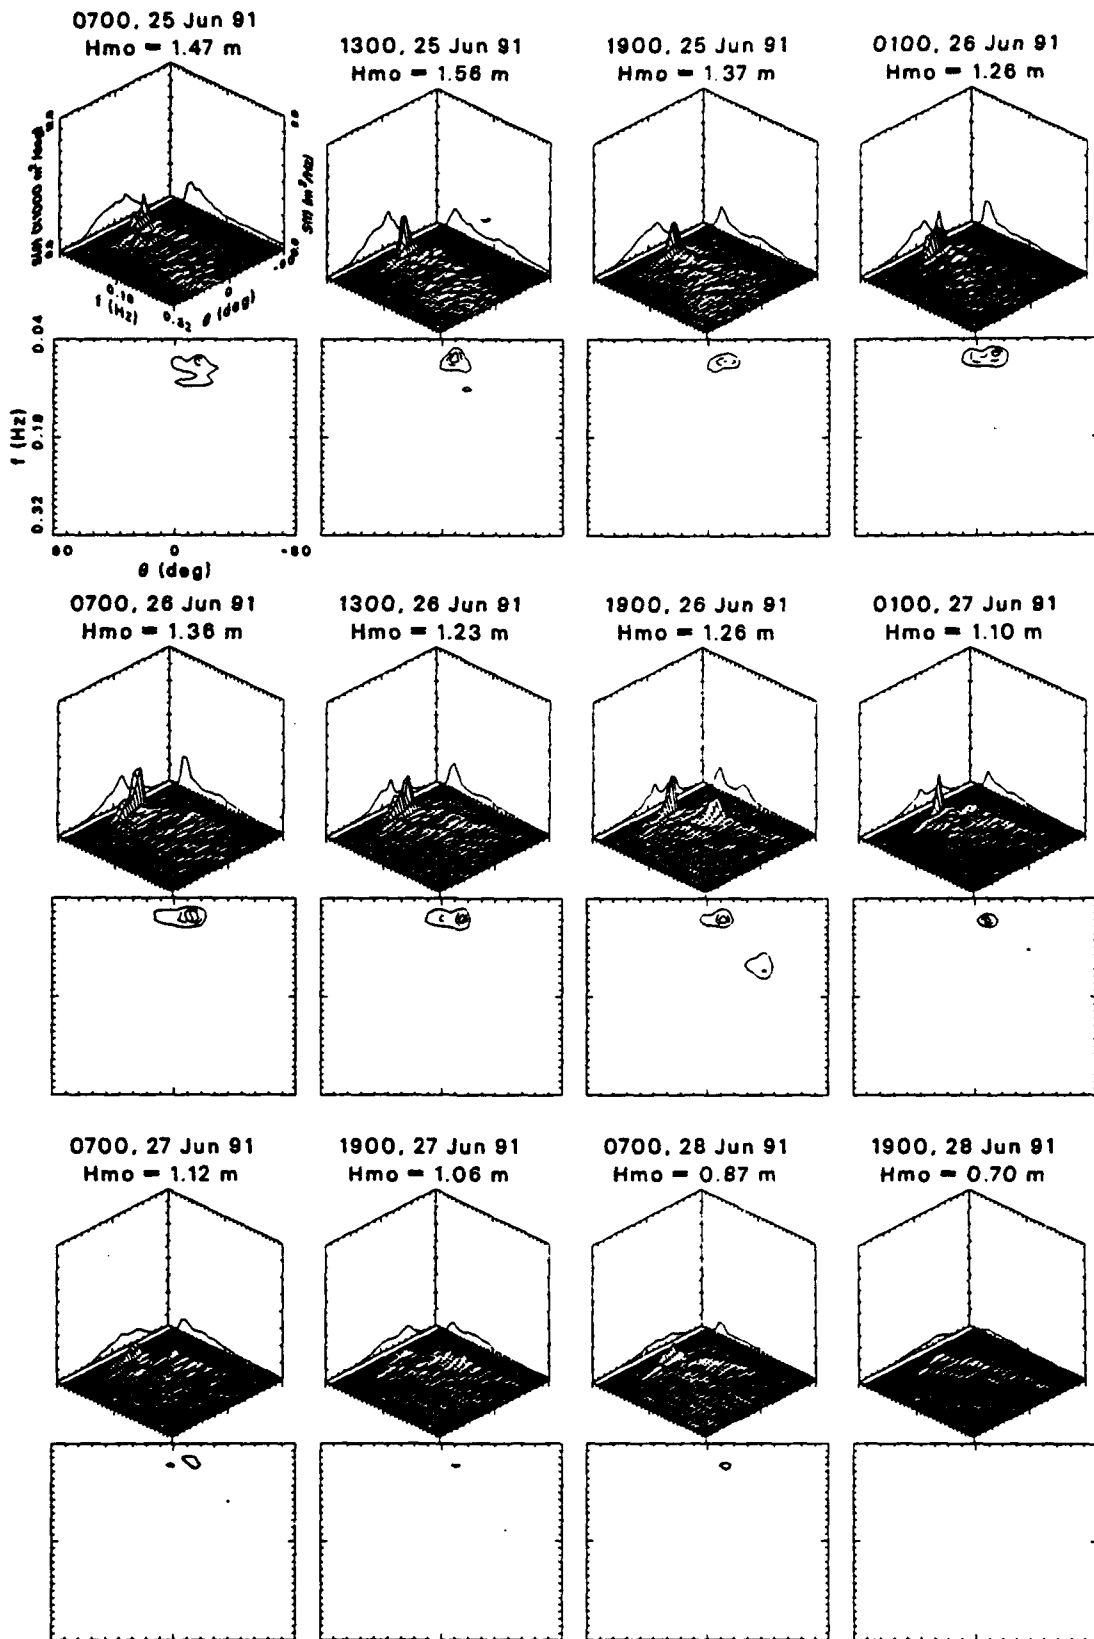 0700, 25 Jun 91
Hmo = 1.47 m
1300, 25 Jun 91
Hmo = 1.56 m
1900, 25 Jun 91
Hmo = 1.37 m
0100, 26 Jun 91
Hmo = 1.26 m
0.18
f (Hz)
0.32
θ (deg)
0
0.04
0.18
0.32
f (Hz)
0
θ (deg)
0700, 26 Jun 91
Hmo = 1.36 m
1300, 26 Jun 91
Hmo = 1.23 m
1900, 26 Jun 91
Hmo = 1.26 m
0100, 27 Jun 91
Hmo = 1.10 m
0700, 27 Jun 91
Hmo = 1.12 m
1900, 27 Jun 91
Hmo = 1.06 m
0700, 28 Jun 91
Hmo = 0.87 m
1900, 28 Jun 91
Hmo = 0.70 m